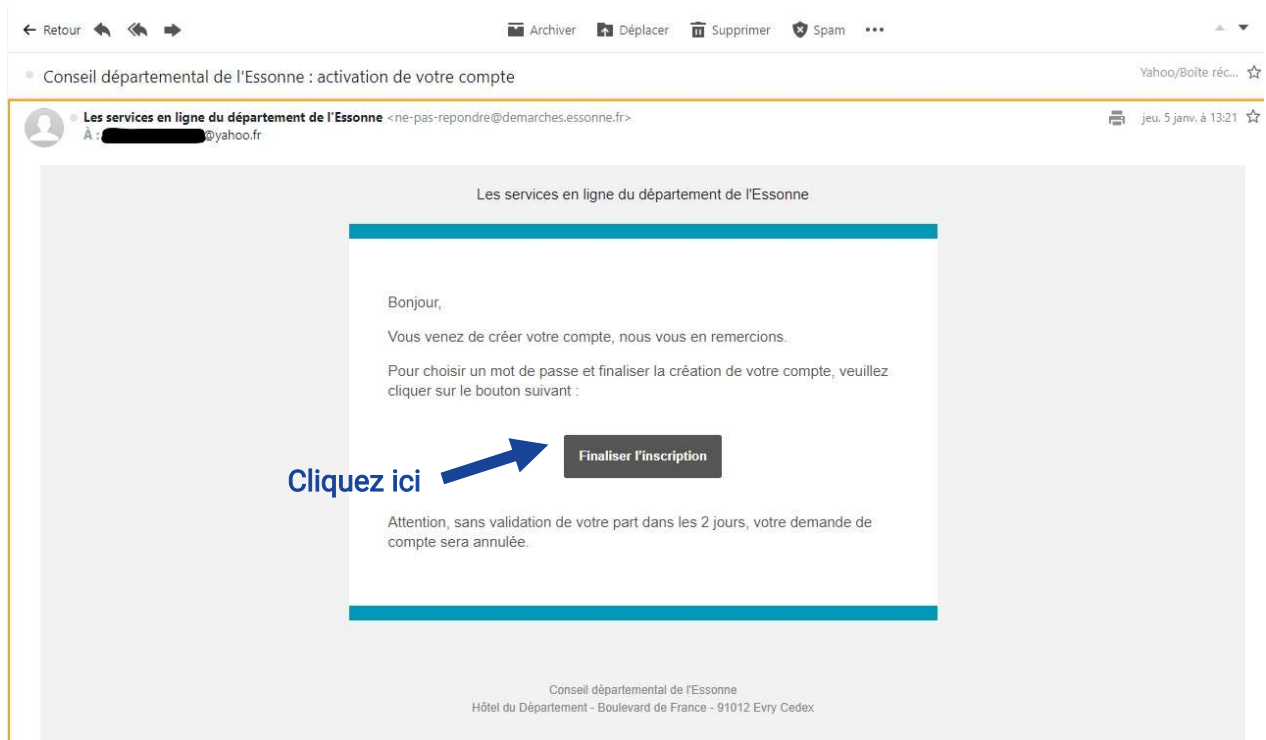 Retour
Archiver Déplacer Supprimer Spam
Conseil départemental de l'Essonne : activation de votre compte
Yahoo/Boîte réc...
Les services en ligne du département de l'Essonne <ne-pas-repondre@demarches.essonne.fr>
jeu. 5 janv. à 13:21
À : @yahoo.fr
Les services en ligne du département de l'Essonne
Bonjour,
Vous venez de créer votre compte, nous vous en remercions.
Pour choisir un mot de passe et finaliser la création de votre compte, veuillez
cliquer sur le bouton suivant :
Finaliser l'inscription
Cliquez ici
Attention, sans validation de votre part dans les 2 jours, votre demande de
compte sera annulée.
Conseil départemental de l'Essonne
Hôtel du Département - Boulevard de France - 91012 Evry Cedex